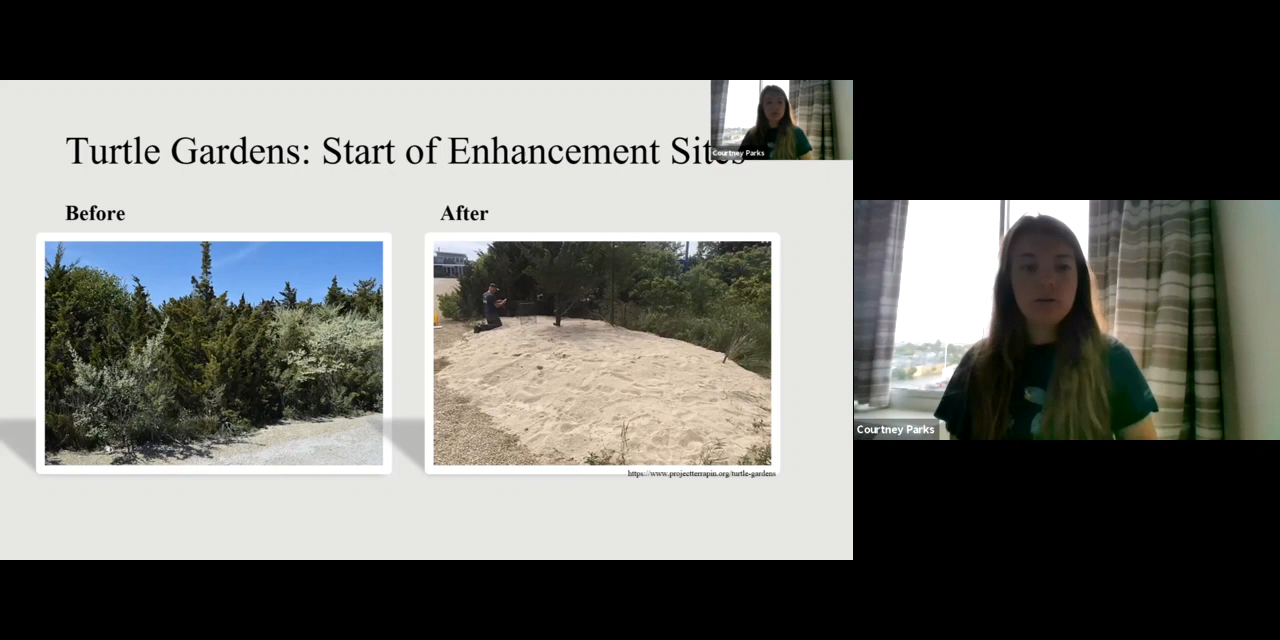 Turtle Gardens: Start of Enhancement Sites
Courtney Parks
Before
After
https://www.projectterrapin.org/turtle-gardens
Courtney Parks